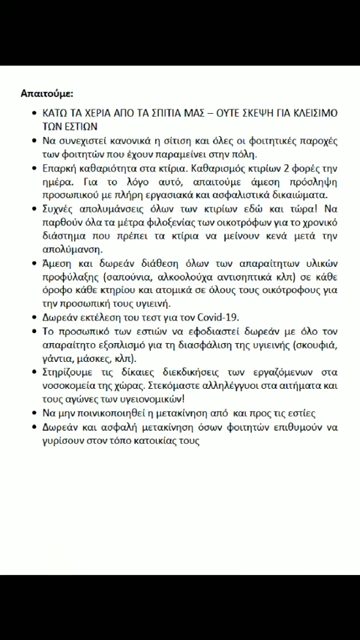 Απαιτούμε:
• ΚΑΤΩ ΤΑ ΧΕΡΙΑ ΑΠΟ ΤΑ ΣΠΙΤΙΑ ΜΑΣ – ΟΥΤΕ ΣΚΕΨΗ ΓΙΑ ΚΛΕΙΣΙΜΟ
ΤΩΝ ΕΣΤΙΩΝ
• Να συνεχιστεί κανονικά η σίτιση και όλες οι φοιτητικές παροχές
των φοιτητών που έχουν παραμείνει στην πόλη.
• Επαρκή καθαριότητα στα κτίρια. Καθαρισμός κτιρίων 2 φορές την
ημέρα. Για το λόγο αυτό, απαιτούμε άμεση πρόσληψη
προσωπικού με πλήρη εργασιακά και ασφαλιστικά δικαιώματα.
• Συχνές απολυμάνσεις όλων των κτιρίων εδώ και τώρα! Να
παρθούν όλα τα μέτρα φιλοξενίας των οικοτρόφων για το χρονικό
διάστημα που πρέπει τα κτίρια να μείνουν κενά μετά την
απολύμανση.
• Άμεση και δωρεάν διάθεση όλων των απαραίτητων υλικών
προφύλαξης (σαπούνια, αλκοολούχα αντισηπτικά κλπ) σε κάθε
όροφο κάθε κτηρίου και ατομικά σε όλους τους οικότροφους για
την προσωπική τους υγιεινή.
• Δωρεάν εκτέλεση του τεστ για τον Covid-19.
• Το προσωπικό των εστιών να εφοδιαστεί δωρεάν με όλο τον
απαραίτητο εξοπλισμό για τη διασφάλιση της υγιεινής (σκουφιά,
γάντια, μάσκες, κλπ).
• Στηρίζουμε τις δίκαιες διεκδικήσεις των εργαζόμενων στα
νοσοκομεία της χώρας. Στεκόμαστε αλληλέγγυοι στα αιτήματα και
τους αγώνες των υγειονομικών!
• Να μην ποινικοποιηθεί η μετακίνηση από και προς τις εστίες
• Δωρεάν και ασφαλή μετακίνηση όσων φοιτητών επιθυμούν να
γυρίσουν στον τόπο κατοικίας τους